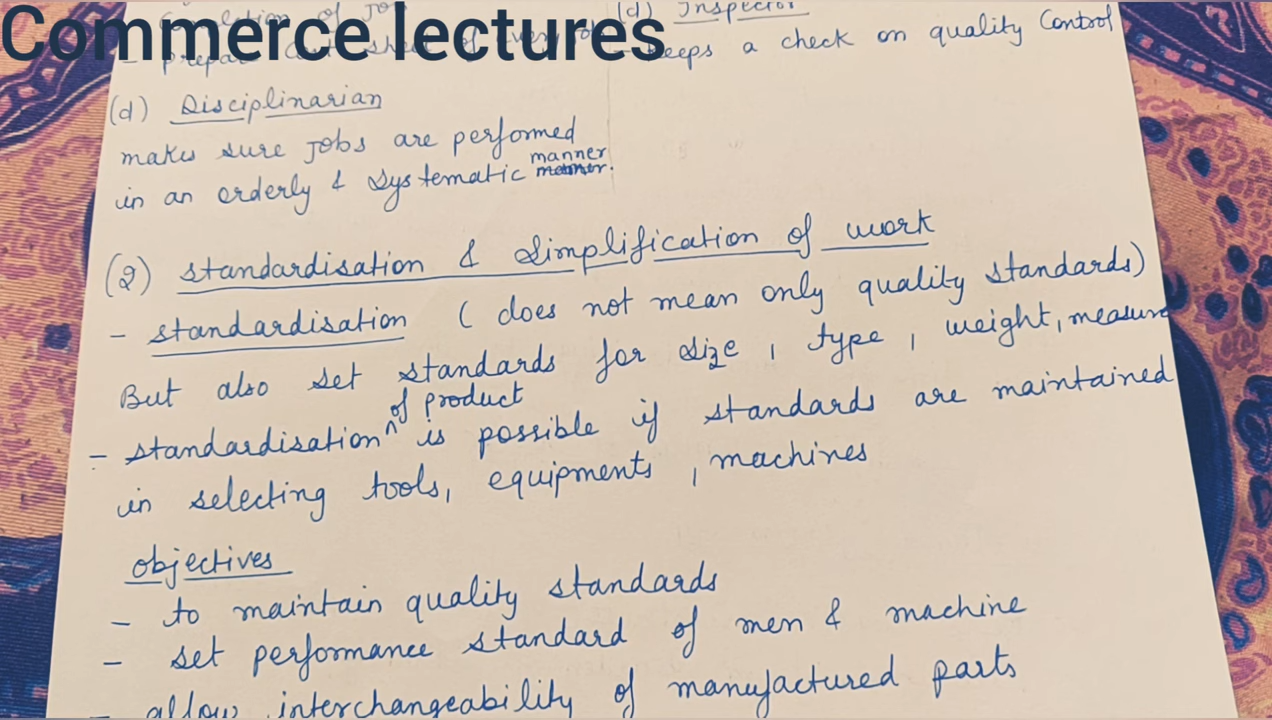 Commerce lectures
(d) Inspector
keeps a check on quality Control
(d) Disciplinarian
makes sure jobs are performed
in an orderly & systematic manner
(2) standardisation & Simplification of work
- standardisation ( does not mean only quality standards)
But also set standards for size , type , weight, measure
- standardisation of product is possible if standards are maintained
in selecting tools, equipments , machines
objectives
- to maintain quality standards
- set performance standard of men & machine
- allow interchangeability of manufactured parts